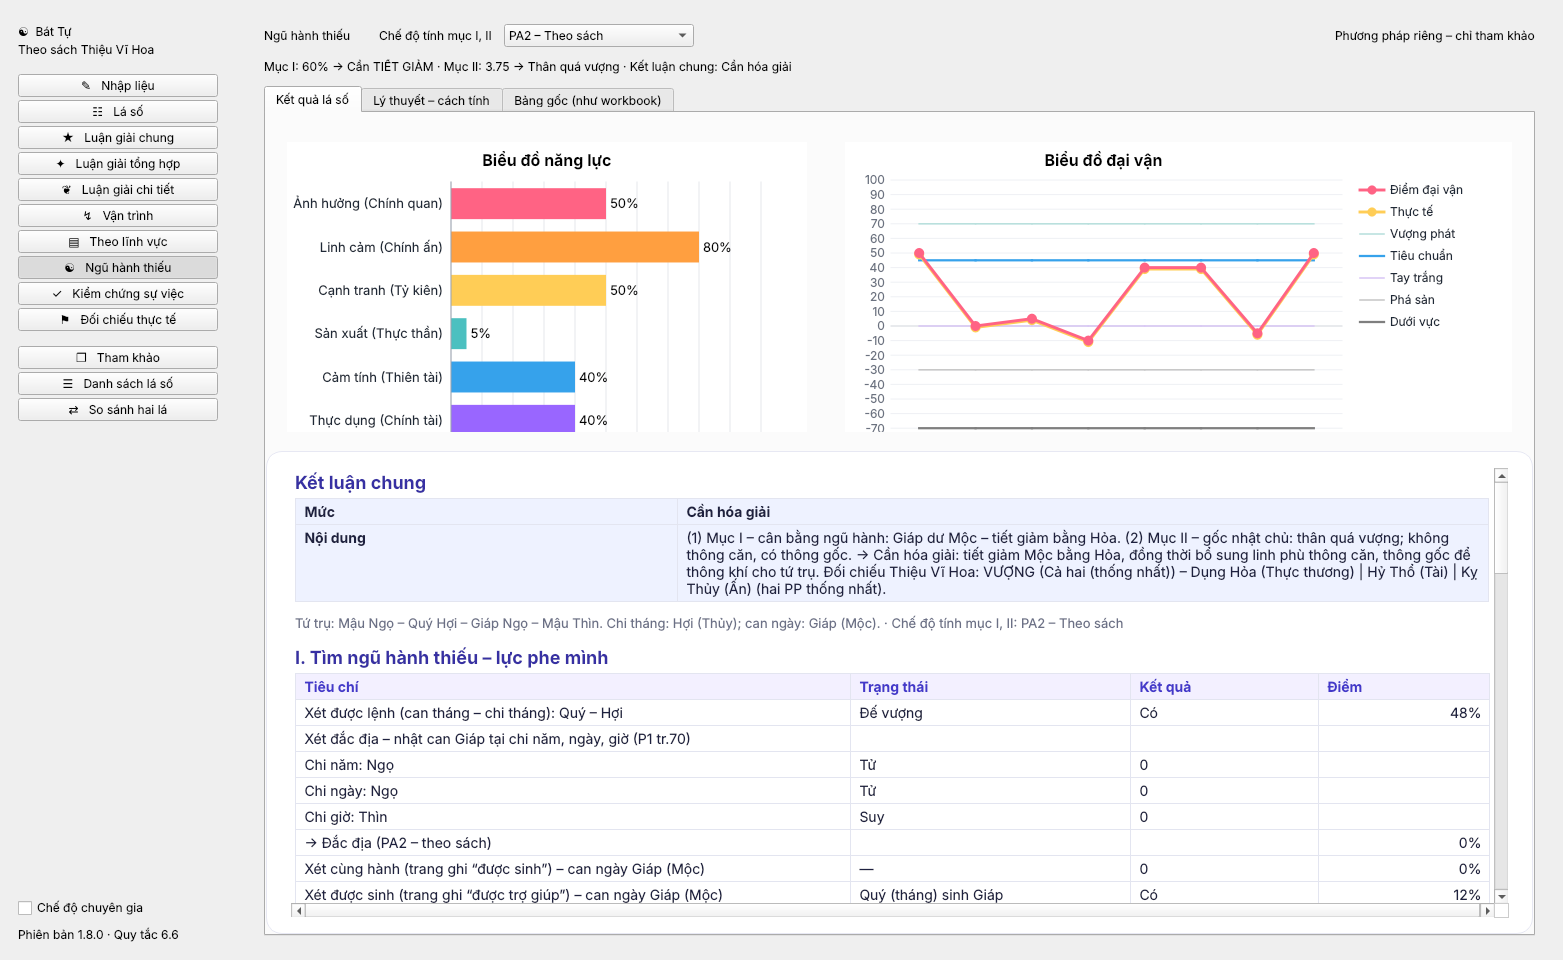 ☯ Bát Tự
Theo sách Thiệu Vĩ Hoa
✎ Nhập liệu
☷ Lá số
★ Luận giải chung
✦ Luận giải tổng hợp
❦ Luận giải chi tiết
↯ Vận trình
▤ Theo lĩnh vực
☯ Ngũ hành thiếu
✓ Kiểm chứng sự việc
⚑ Đối chiếu thực tế
❐ Tham khảo
☰ Danh sách lá số
⇄ So sánh hai lá
Chế độ chuyên gia
Phiên bản 1.8.0 · Quy tắc 6.6
Ngũ hành thiếu Chế độ tính mục I, II PA2 – Theo sách Phương pháp riêng – chỉ tham khảo
Mục I: 60% → Cần TIẾT GIẢM · Mục II: 3.75 → Thân quá vượng · Kết luận chung: Cần hóa giải
Kết quả lá số Lý thuyết – cách tính Bảng gốc (như workbook)
Biểu đồ năng lực
Ảnh hưởng (Chính quan) 50%
Linh cảm (Chính ấn) 80%
Cạnh tranh (Tỷ kiên) 50%
Sản xuất (Thực thần) 5%
Cảm tính (Thiên tài) 40%
Thực dụng (Chính tài) 40%
Biểu đồ đại vận
100
90
80
70
60
50
40
30
20
10
0
-10
-20
-30
-40
-50
-60
-70
Điểm đại vận
Thực tế
Vượng phát
Tiêu chuẩn
Tay trắng
Phá sản
Dưới vực
Kết luận chung
Mức Cần hóa giải
Nội dung (1) Mục I – cân bằng ngũ hành: Giáp dư Mộc – tiết giảm bằng Hỏa. (2) Mục II – gốc nhật chủ: thân quá vượng; không
thông căn, có thông gốc. → Cần hóa giải: tiết giảm Mộc bằng Hỏa, đồng thời bổ sung linh phù thông căn, thông gốc để
thông khí cho tứ trụ. Đối chiếu Thiệu Vĩ Hoa: VƯỢNG (Cả hai (thống nhất)) – Dụng Hỏa (Thực thương) | Hỷ Thổ (Tài) | Kỵ
Thủy (Ấn) (hai PP thống nhất).
Tứ trụ: Mậu Ngọ – Quý Hợi – Giáp Ngọ – Mậu Thìn. Chi tháng: Hợi (Thủy); can ngày: Giáp (Mộc). · Chế độ tính mục I, II: PA2 – Theo sách
I. Tìm ngũ hành thiếu – lực phe mình
Tiêu chí Trạng thái Kết quả Điểm
Xét được lệnh (can tháng – chi tháng): Quý – Hợi Đế vượng Có 48%
Xét đắc địa – nhật can Giáp tại chi năm, ngày, giờ (P1 tr.70)
Chi năm: Ngọ Tử 0
Chi ngày: Ngọ Tử 0
Chi giờ: Thìn Suy 0
→ Đắc địa (PA2 – theo sách) 0%
Xét cùng hành (trang ghi “được sinh”) – can ngày Giáp (Mộc) — 0 0%
Xét được sinh (trang ghi “được trợ giúp”) – can ngày Giáp (Mộc) Quý (tháng) sinh Giáp Có 12%